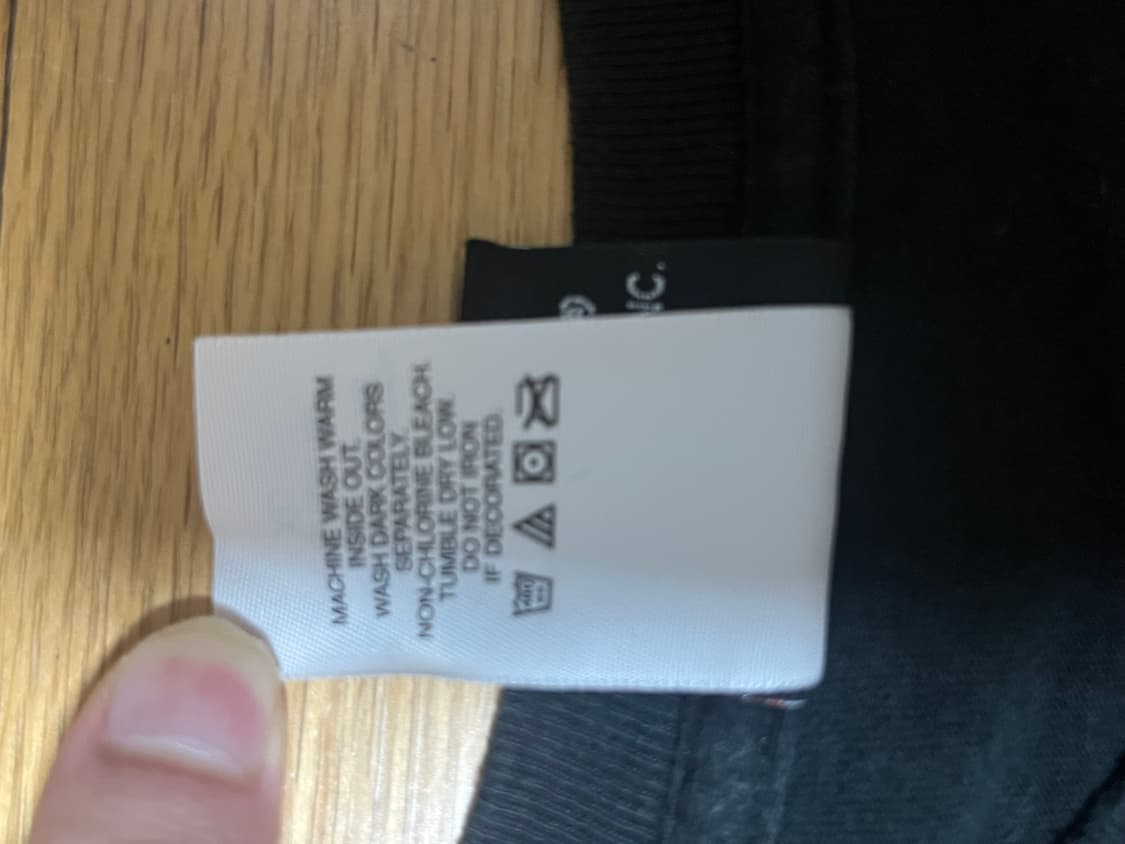 MACHINE WASH WARM
INSIDE OUT.
WASH DARK COLORS
SEPARATELY.
NON-CHLORINE BLEACH.
TUMBLE DRY LOW.
DO NOT IRON
IF DECORATED.